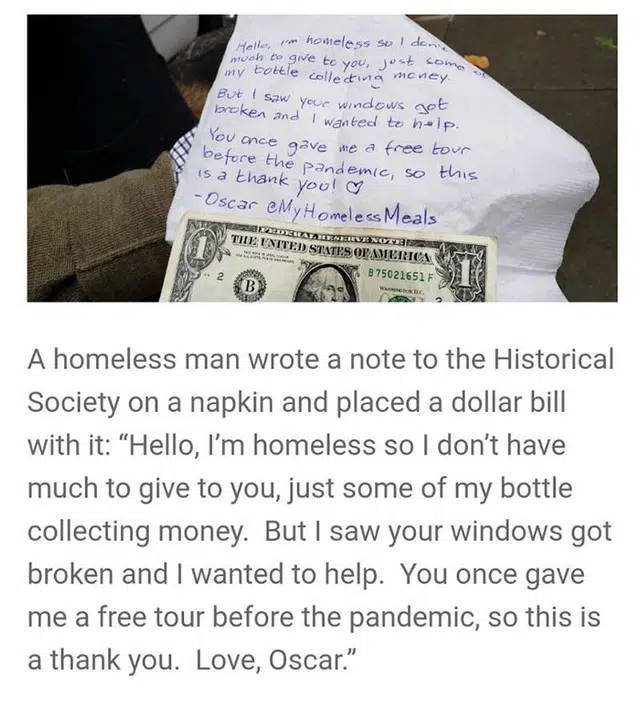 Hello, I'm homeless so I don't
much to give to you, just some of
my bottle collecting money.
But I saw your windows got
broken and I wanted to help.
You once gave me a free tour
before the pandemic, so this
is a thank you! ♡
-Oscar @MyHomelessMeals
FEDERAL RESERVE NOTE
THE UNITED STATES OF AMERICA
1
1
B 75021651 F
2
B
WASHINGTON, D.C.
2
A homeless man wrote a note to the Historical
Society on a napkin and placed a dollar bill
with it: “Hello, I’m homeless so I don’t have
much to give to you, just some of my bottle
collecting money.  But I saw your windows got
broken and I wanted to help.  You once gave
me a free tour before the pandemic, so this is
a thank you.  Love, Oscar.”